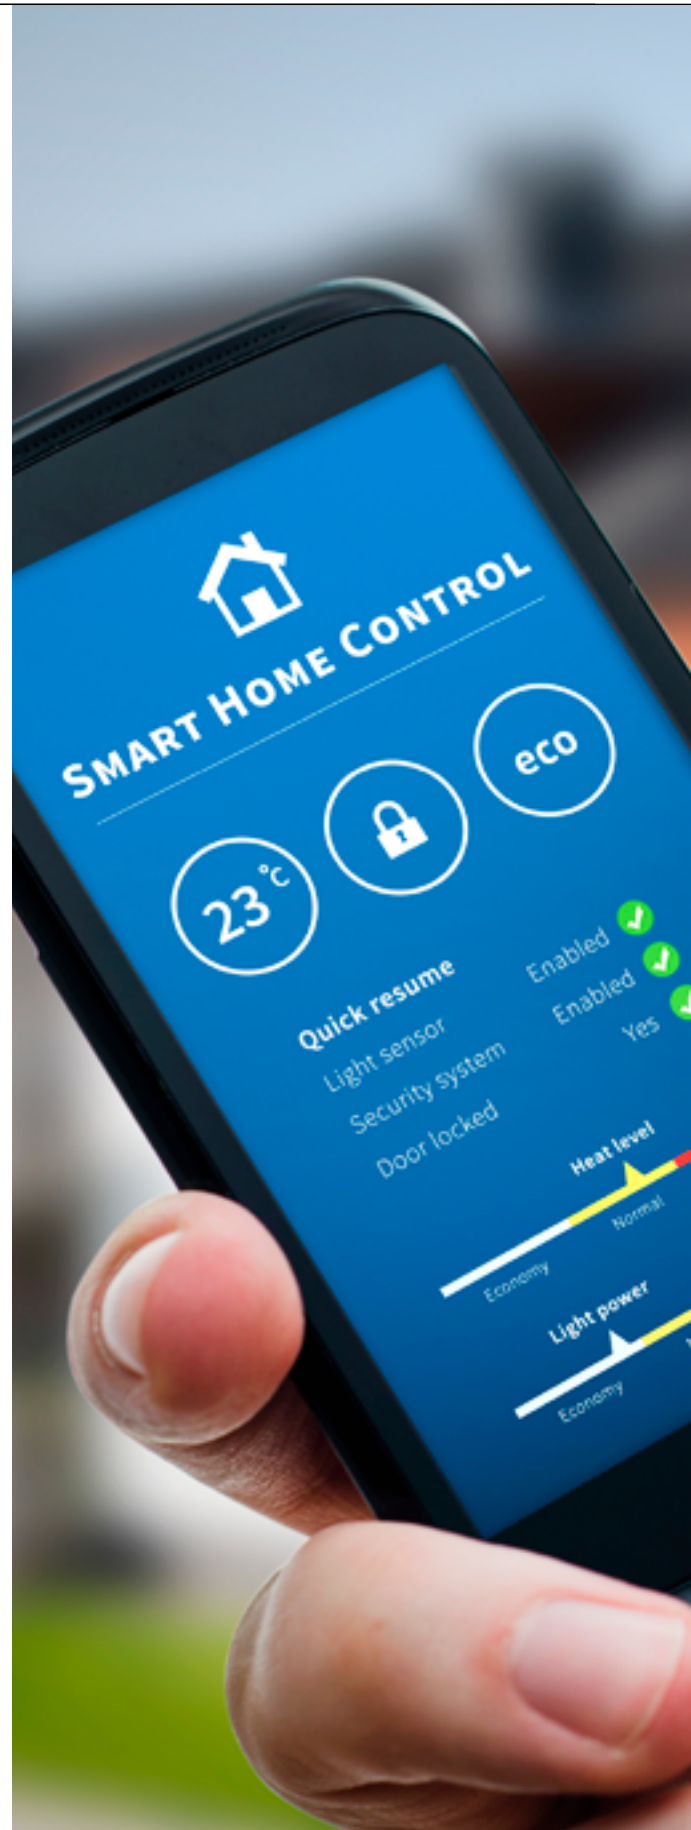 SMART HOME CONTROL
23°C
eco
Quick resume
Light sensor Enabled
Security system Enabled
Door locked Yes
Heat level
Economy Normal
Light power
Economy